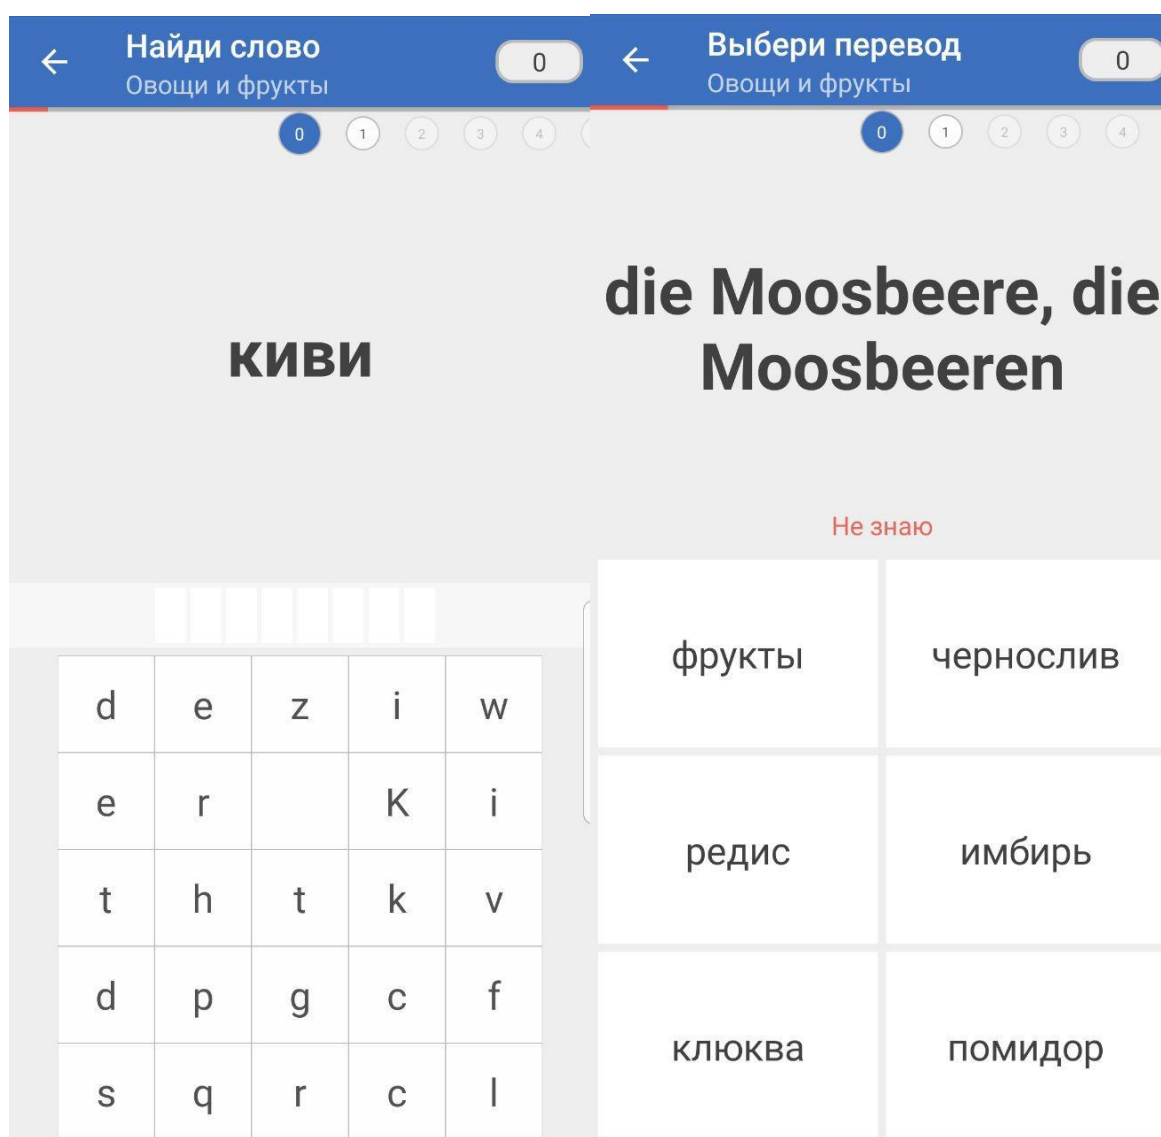 Найди слово
Овощи и фрукты
0
0 1 2 3 4
киви
d e z i w
e r K i
t h t k v
d p g c f
s q r c l
Выбери перевод
Овощи и фрукты
0
0 1 2 3 4
die Moosbeere, die
Moosbeeren
Не знаю
фрукты чернослив
редис имбирь
клюква помидор